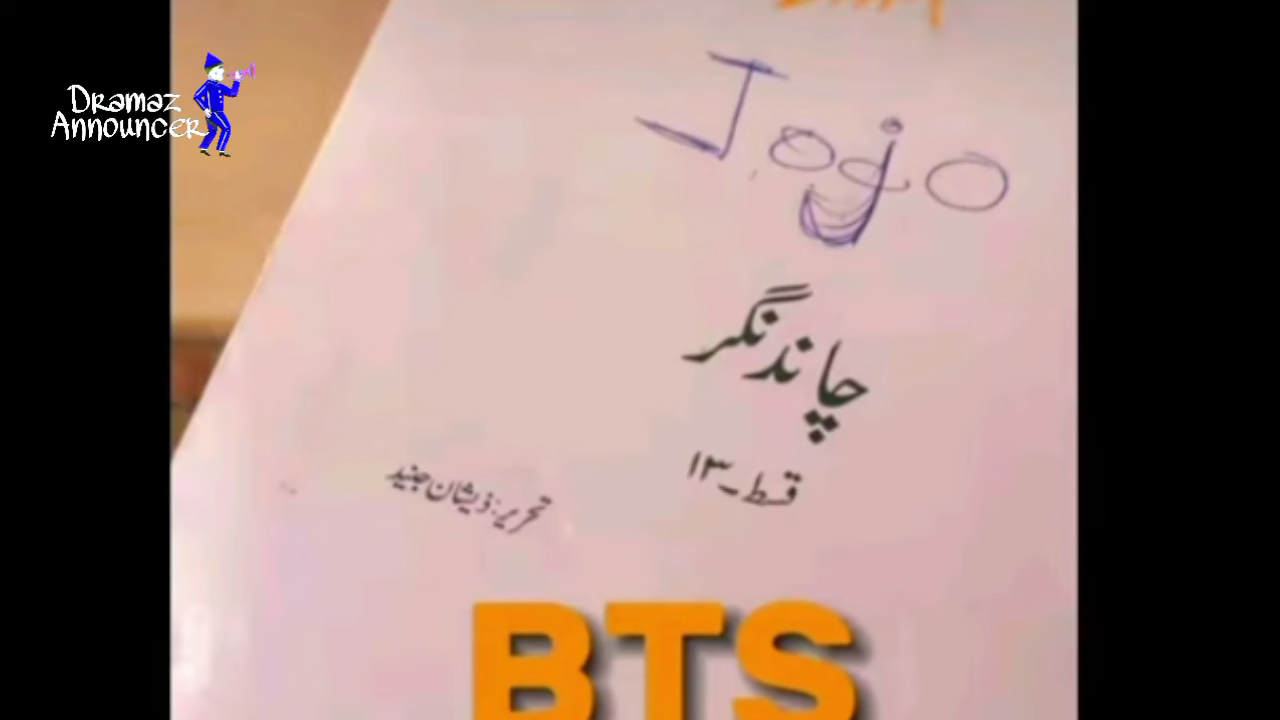 Dramaz
Announcer
Jojo
چاند نگر
قسط-۱۳
تحریر: ذیشان جنید
BTS